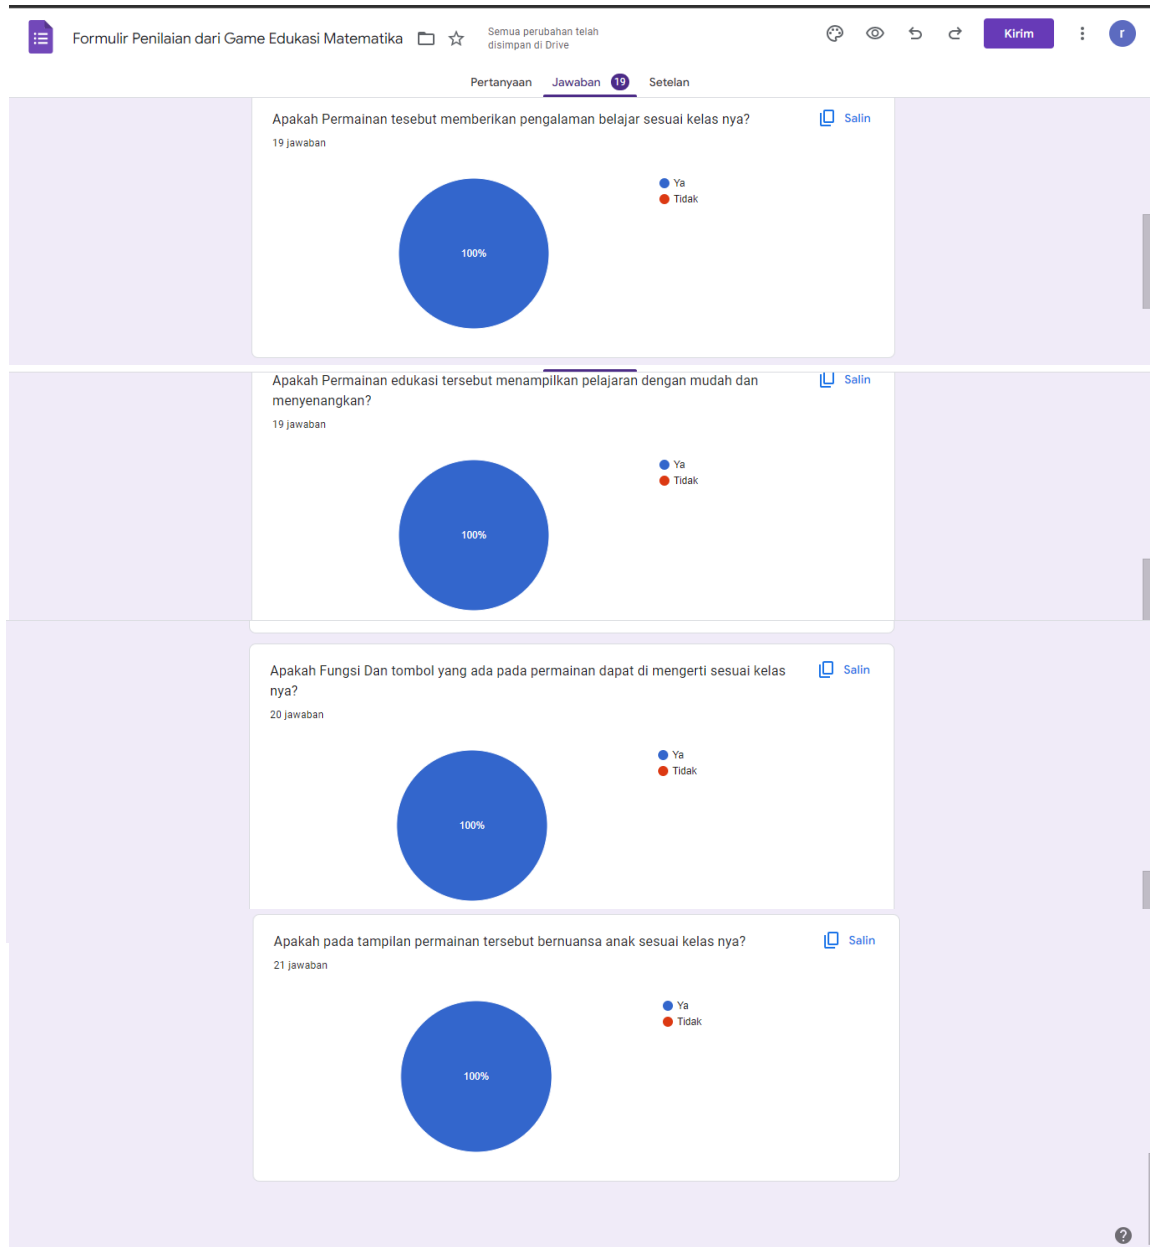 Formulir Penilaian dari Game Edukasi Matematika
Semua perubahan telah
disimpan di Drive
Kirim
r
Pertanyaan Jawaban 19 Setelan
Apakah Permainan tesebut memberikan pengalaman belajar sesuai kelas nya?
Salin
19 jawaban
Ya
Tidak
100%
Apakah Permainan edukasi tersebut menampilkan pelajaran dengan mudah dan
menyenangkan?
Salin
19 jawaban
Ya
Tidak
100%
Apakah Fungsi Dan tombol yang ada pada permainan dapat di mengerti sesuai kelas
nya?
Salin
20 jawaban
Ya
Tidak
100%
Apakah pada tampilan permainan tersebut bernuansa anak sesuai kelas nya?
Salin
21 jawaban
Ya
Tidak
100%